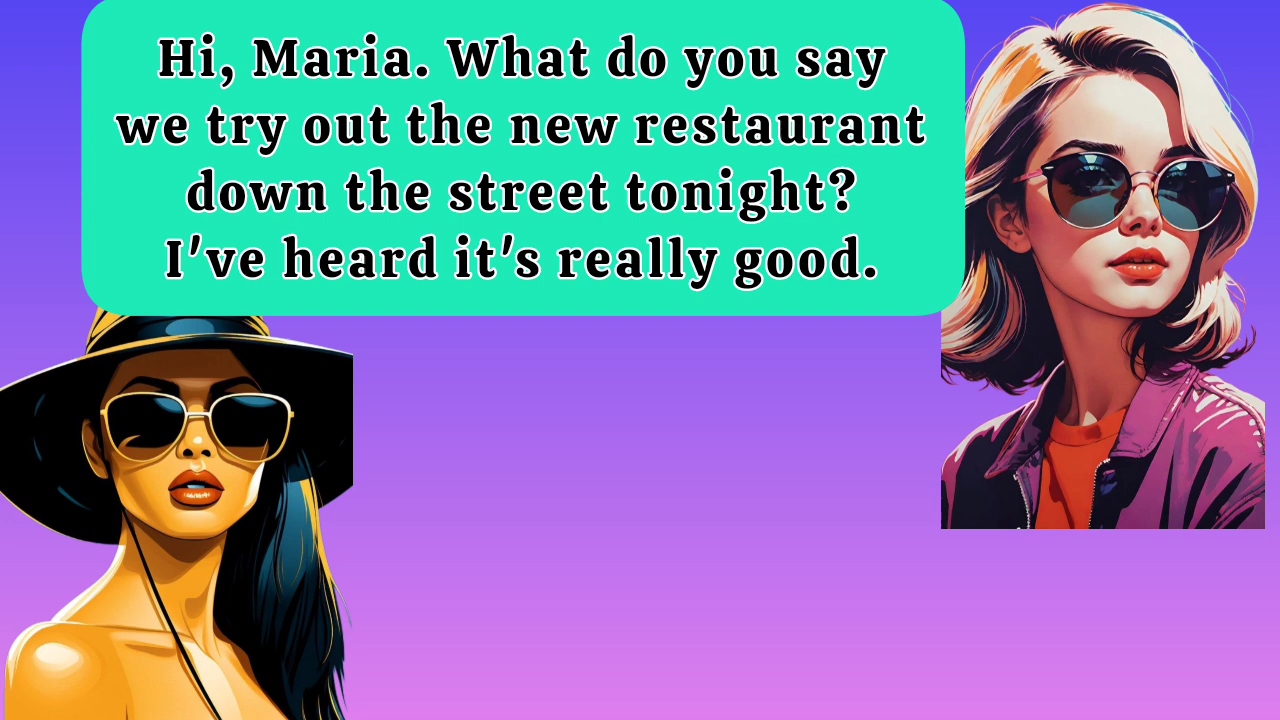 Hi, Maria. What do you say
we try out the new restaurant
down the street tonight?
I've heard it's really good.